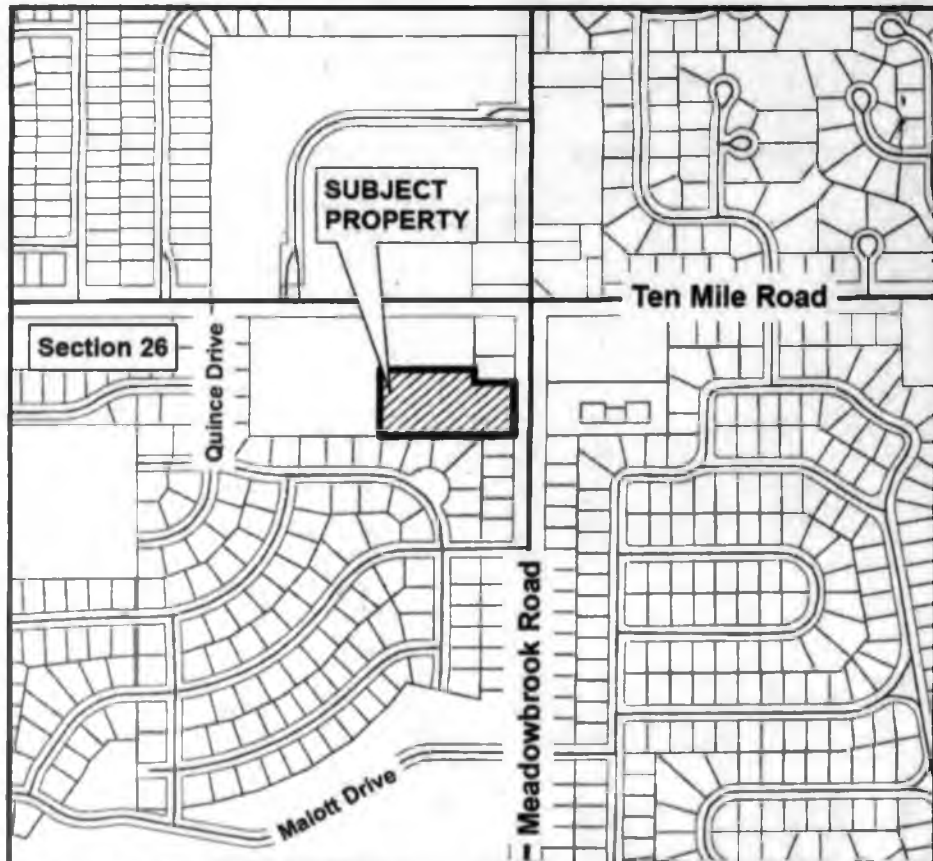 SUBJECT
PROPERTY
Ten Mile Road
Section 26
Quince Drive
Meadowbrook Road
Malott Drive